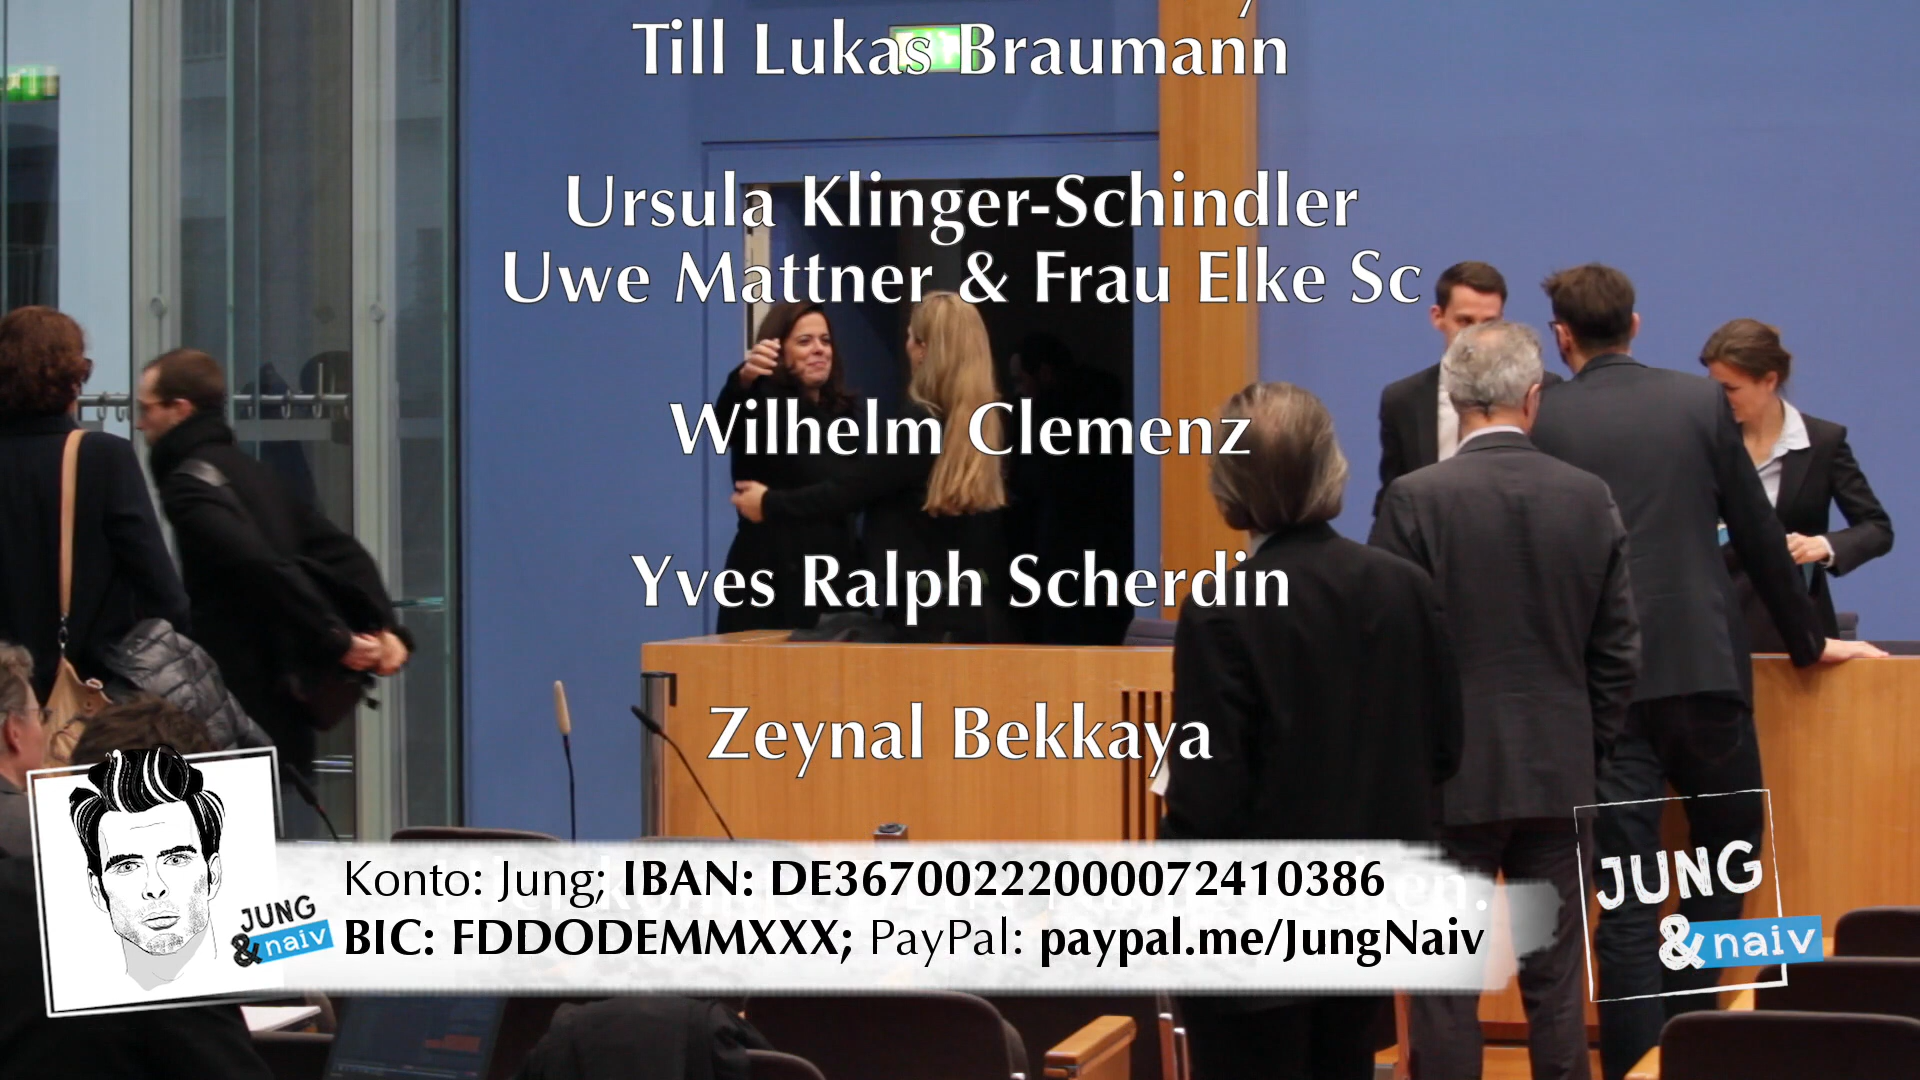 Till Lukas Braumann
Ursula Klinger-Schindler
Uwe Mattner & Frau Elke Sc
Wilhelm Clemenz
Yves Ralph Scherdin
Zeynal Bekkaya
Konto: Jung; IBAN: DE36700222000072410386
BIC: FDDODEMMXXX; PayPal: paypal.me/JungNaiv
JUNG
& naiv
JUNG
& naiv